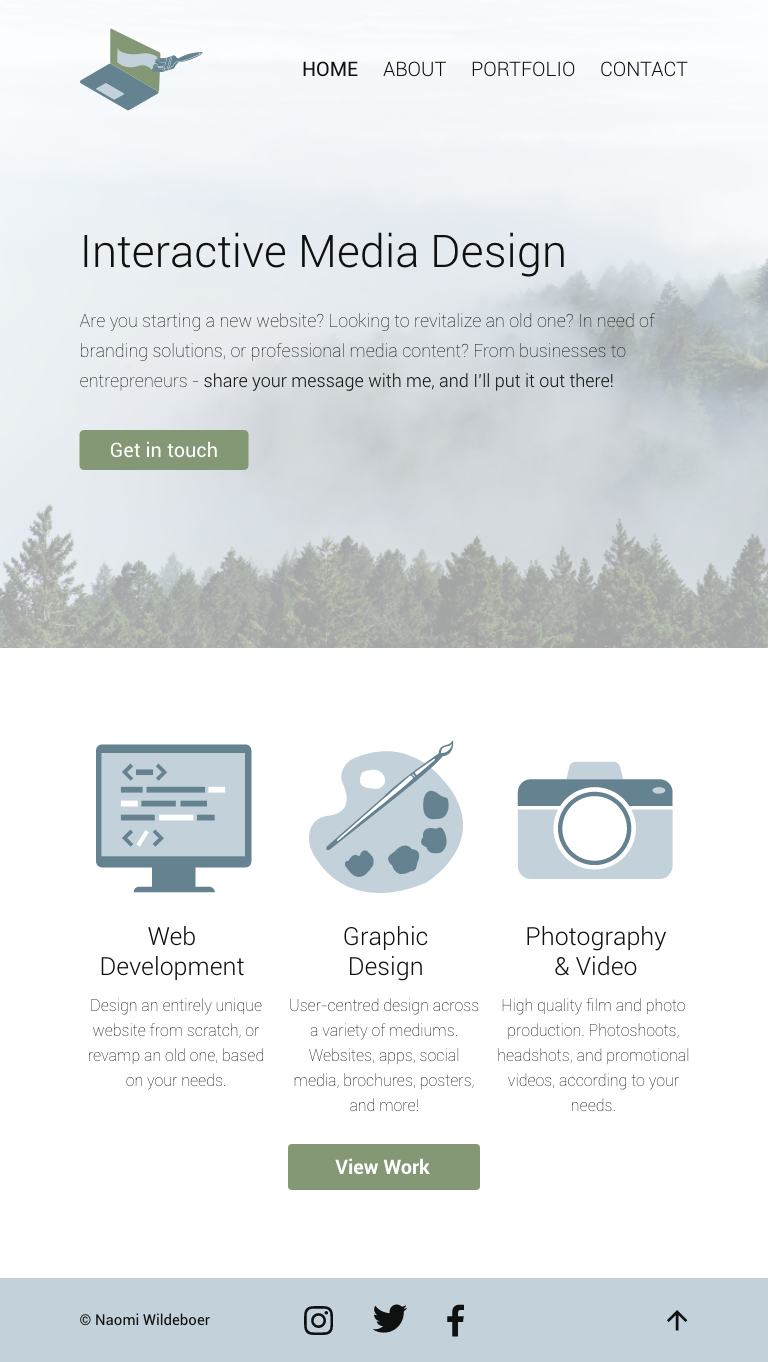 HOME ABOUT PORTFOLIO CONTACT
Interactive Media Design
Are you starting a new website? Looking to revitalize an old one? In need of
branding solutions, or professional media content? From businesses to
entrepreneurs - share your message with me, and I'll put it out there!
Get in touch
Web
Development
Design an entirely unique
website from scratch, or
revamp an old one, based
on your needs.
Graphic
Design
User-centred design across
a variety of mediums.
Websites, apps, social
media, brochures, posters,
and more!
Photography
& Video
High quality film and photo
production. Photoshoots,
headshots, and promotional
videos, according to your
needs.
View Work
© Naomi Wildeboer